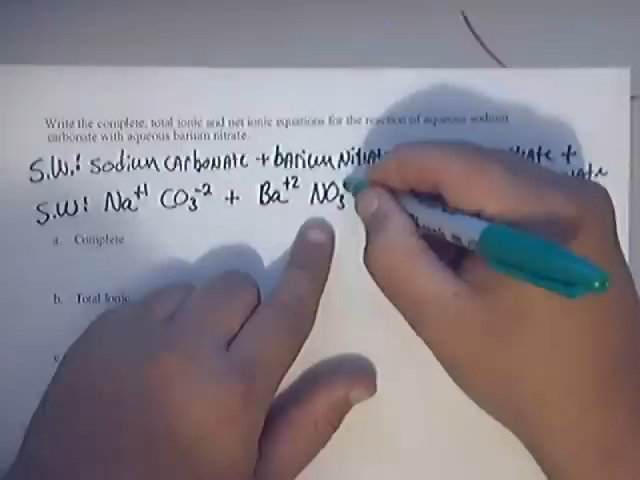 Write the complete, total ionic and net ionic equations for the reaction of aqueous sodium
carbonate with aqueous barium nitrate.
S.W.: Sodium CARBONATE + BARIUM +
S.W: Na⁺¹ CO₃⁻² + Ba⁺² NO₃
a. Complete
b. Total Ionic